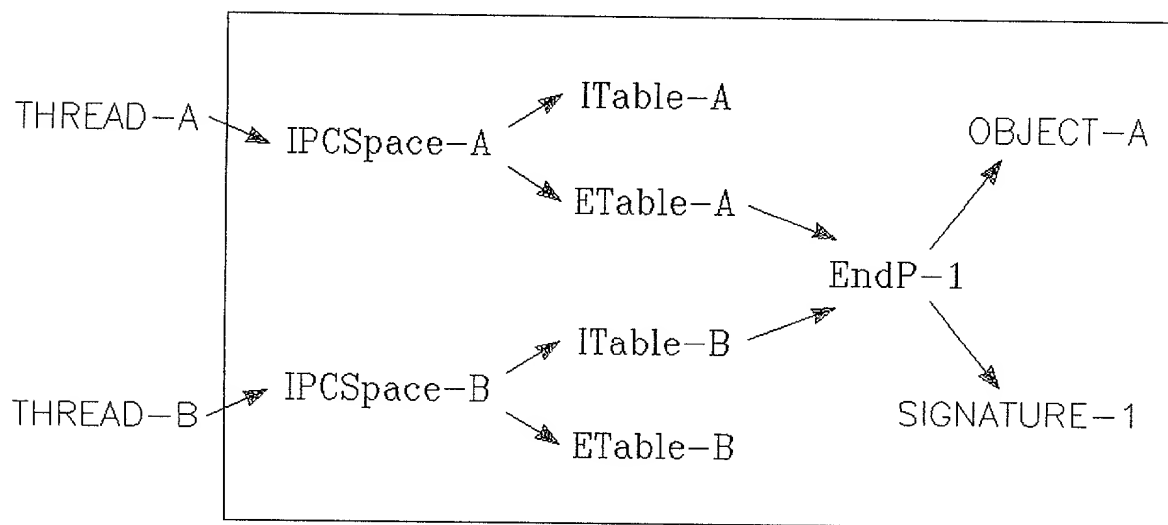 ITable-A
THREAD-A
IPCSpace-A
OBJECT-A
ETable-A
EndP-1
ITable-B
IPCSpace-B
THREAD-B
SIGNATURE-1
ETable-B